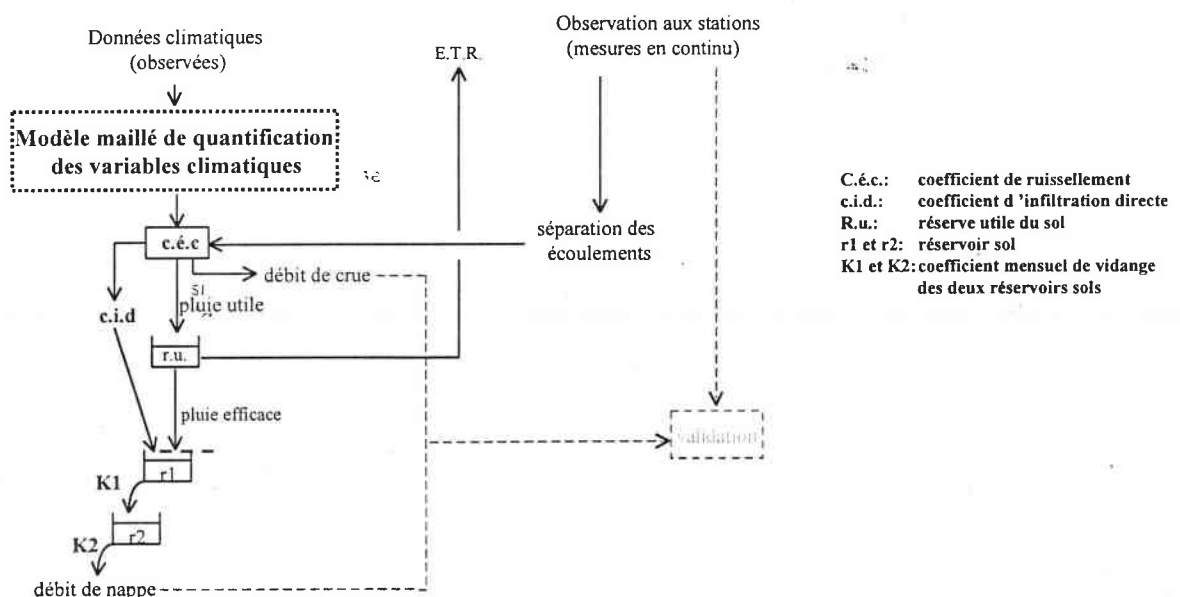 Données climatiques
(observées)
E.T.R.
Observation aux stations
(mesures en continu)
Modèle maillé de quantification
des variables climatiques
c.é.c
séparation des
écoulements
débit de crue
pluie utile
c.i.d
r.u.
pluie efficace
validation
r1
K1
r2
K2
débit de nappe
C.é.c.: coefficient de ruissellement
c.i.d.: coefficient d 'infiltration directe
R.u.: réserve utile du sol
r1 et r2: réservoir sol
K1 et K2: coefficient mensuel de vidange
des deux réservoirs sols